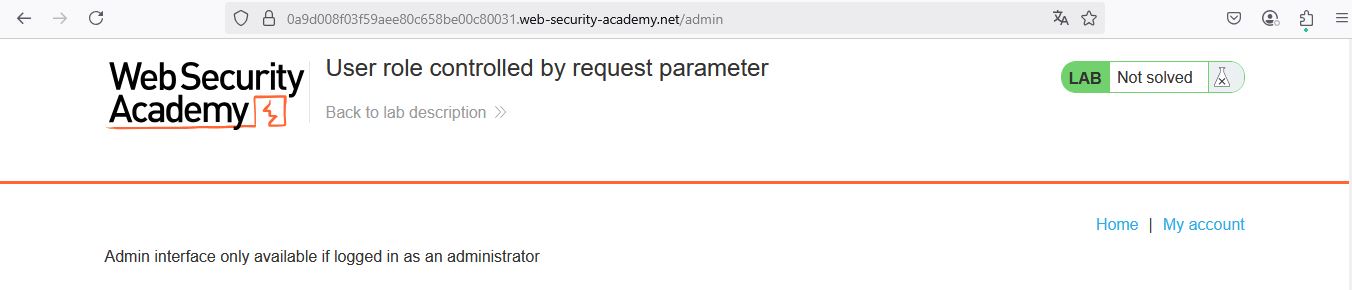 0a9d008f03f59aee80c658be00c80031.web-security-academy.net/admin
Web Security
Academy
User role controlled by request parameter
Back to lab description
LAB Not solved
Home | My account
Admin interface only available if logged in as an administrator